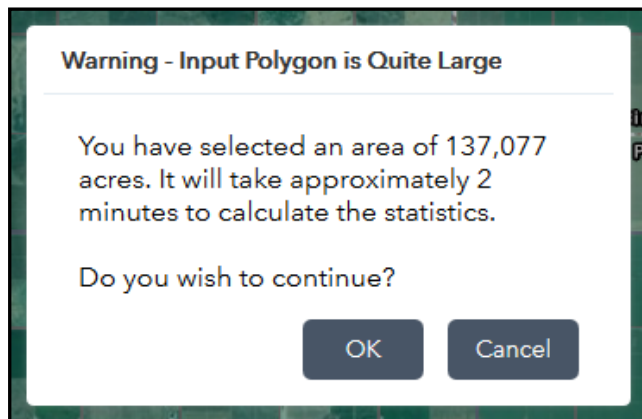 Warning - Input Polygon is Quite Large
You have selected an area of 137,077
acres. It will take approximately 2
minutes to calculate the statistics.
Do you wish to continue?
OK
Cancel